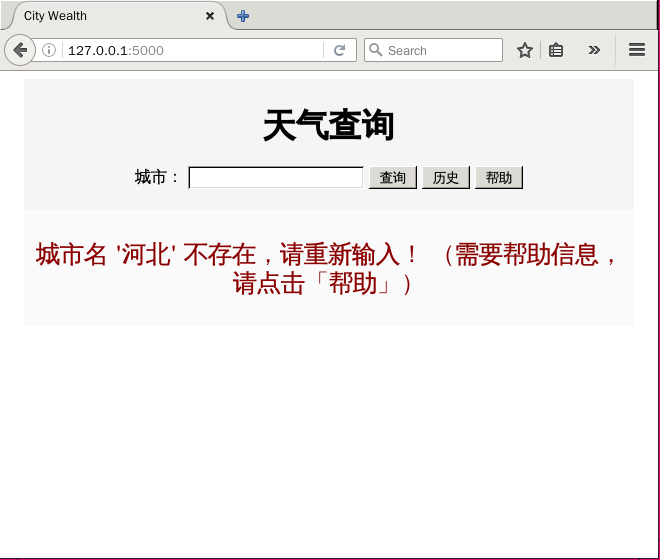 City Wealth
127.0.0.1:5000
Search
天气查询
城市： 查询 历史 帮助
城市名 '河北' 不存在，请重新输入！ （需要帮助信息，
请点击「帮助」）